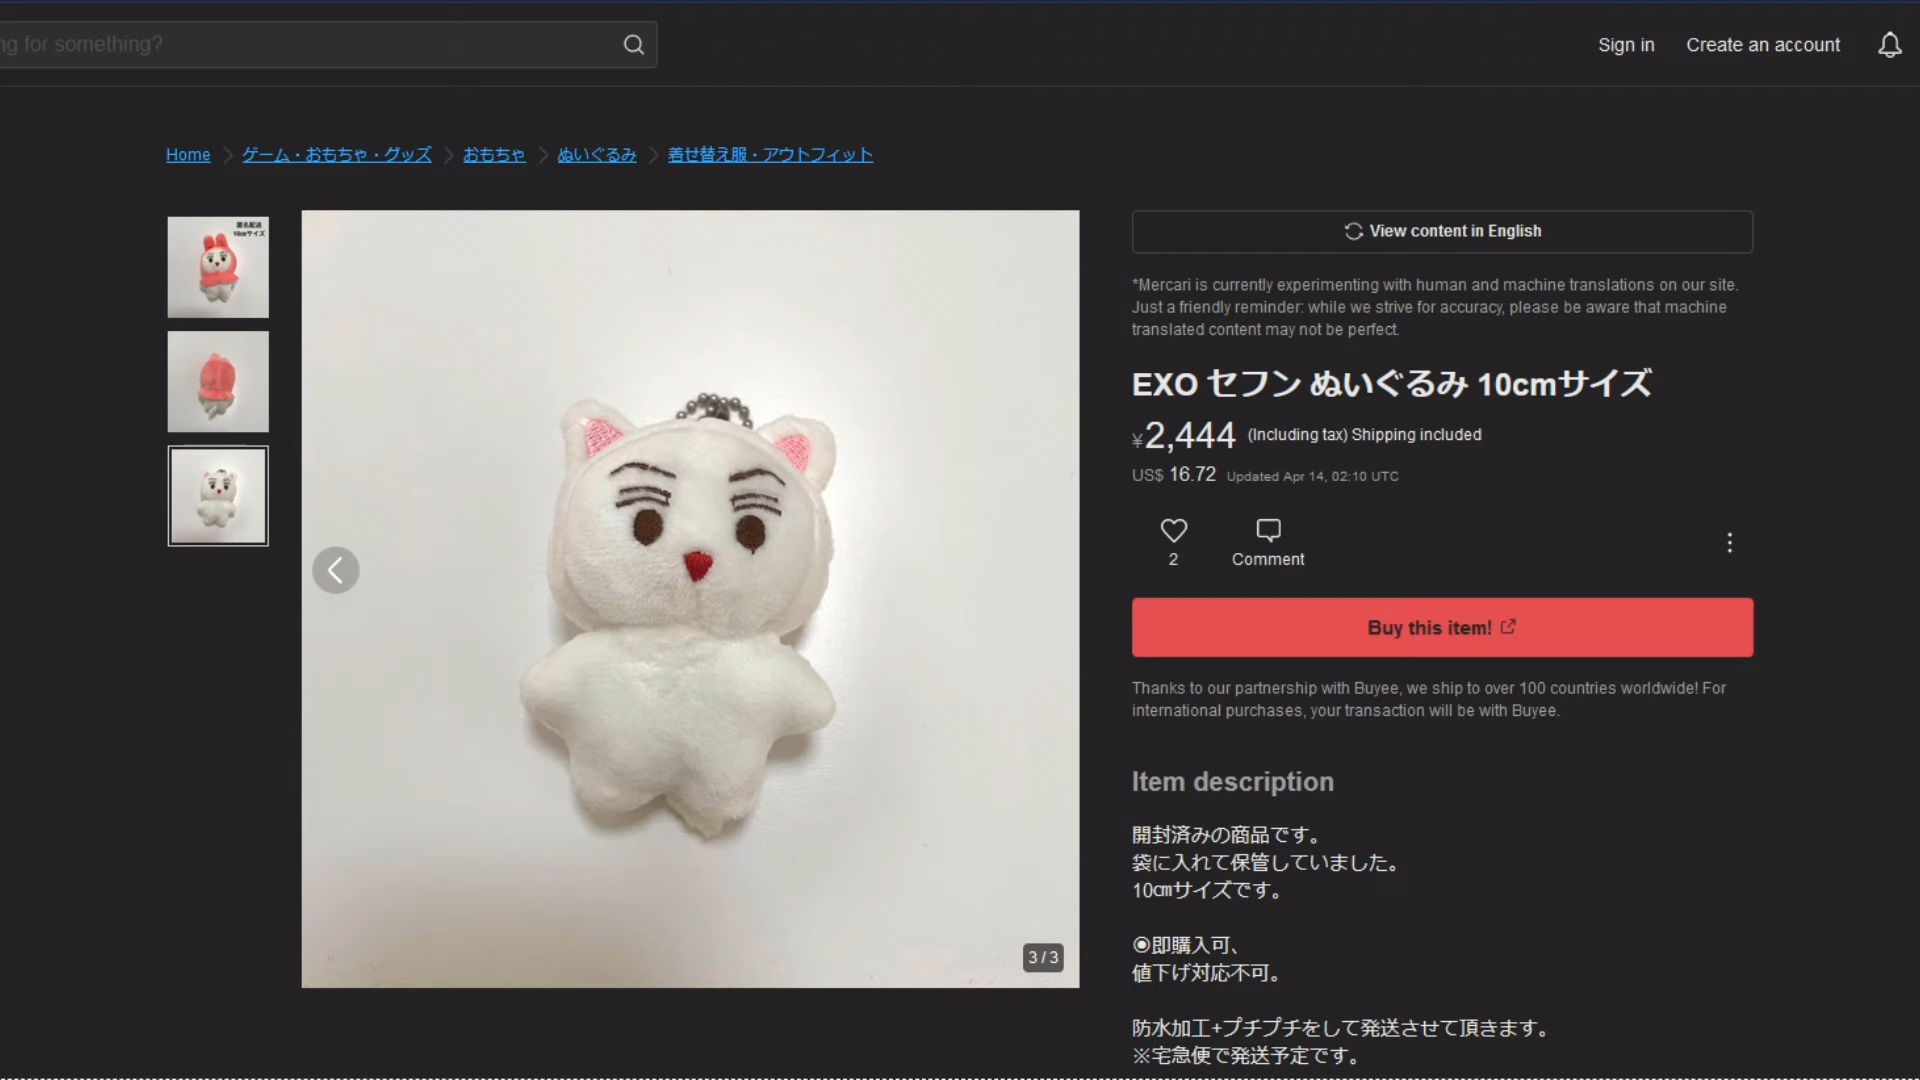 ng for something?
Sign in
Create an account
Home
ゲーム・おもちゃ・グッズ
おもちゃ
ぬいぐるみ
着せ替え服・アウトフィット
匿名配送
10cmサイズ
3 / 3
View content in English
*Mercari is currently experimenting with human and machine translations on our site.
Just a friendly reminder: while we strive for accuracy, please be aware that machine
translated content may not be perfect.
EXO セフン ぬいぐるみ 10cmサイズ
¥2,444 (Including tax) Shipping included
US$ 16.72 Updated Apr 14, 02:10 UTC
2
Comment
Buy this item!
Thanks to our partnership with Buyee, we ship to over 100 countries worldwide! For
international purchases, your transaction will be with Buyee.
Item description
開封済みの商品です。
袋に入れて保管していました。
10㎝サイズです。
◉即購入可、
値下げ対応不可。
防水加工+プチプチをして発送させて頂きます。
※宅急便で発送予定です。